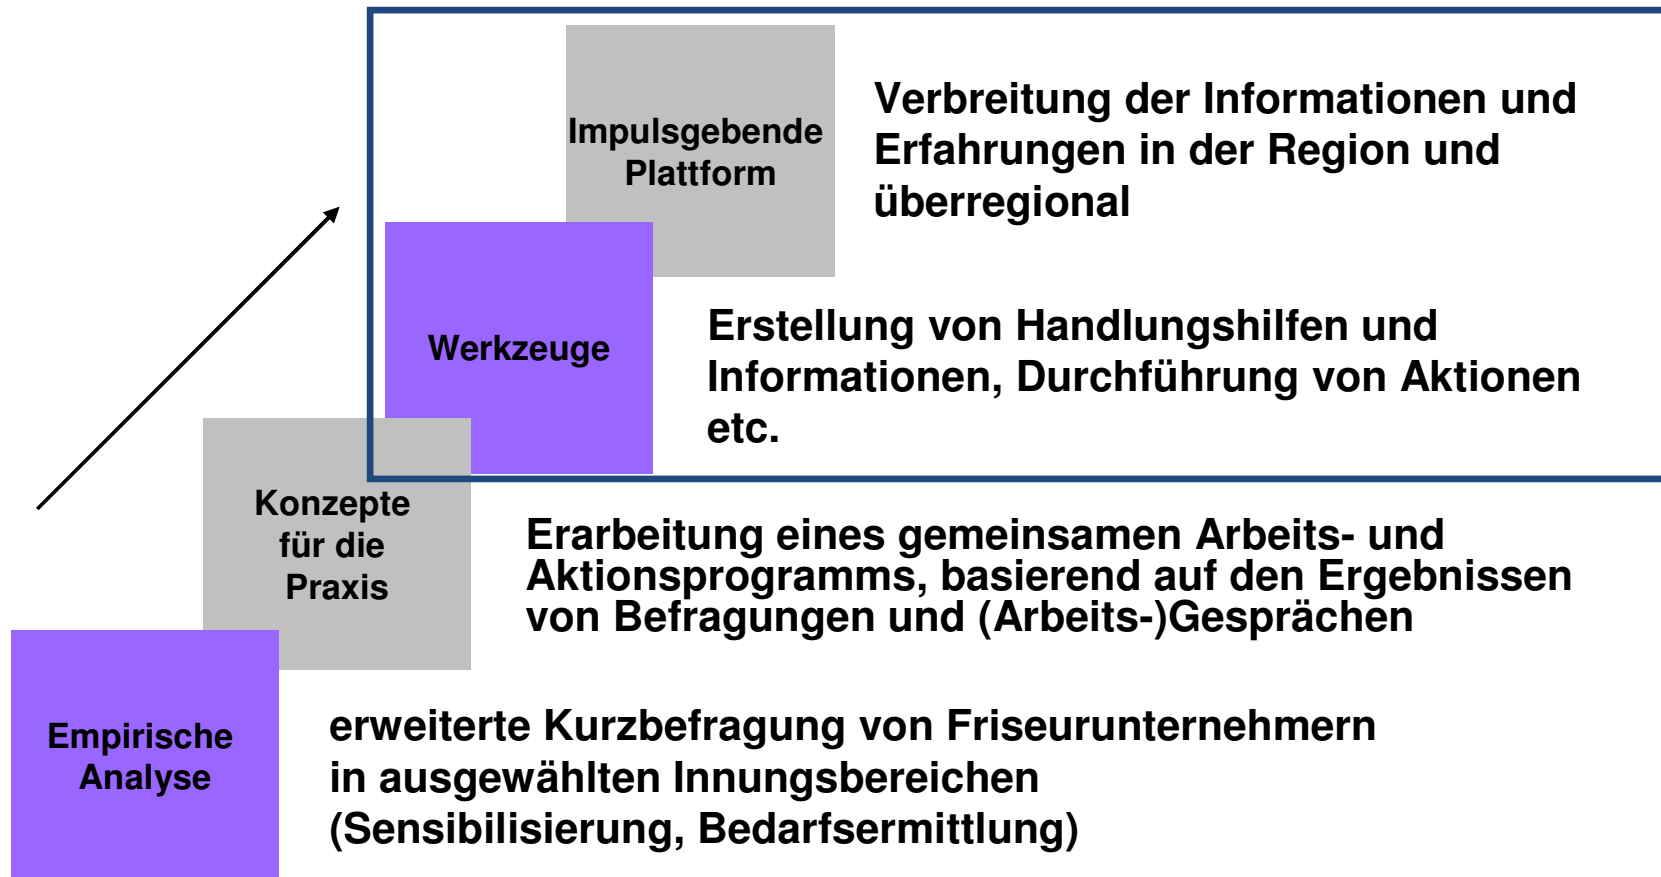 Impulsgebende
Plattform
Verbreitung der Informationen und
Erfahrungen in der Region und
überregional
Werkzeuge
Erstellung von Handlungshilfen und
Informationen, Durchführung von Aktionen
etc.
Konzepte
für die
Praxis
Erarbeitung eines gemeinsamen Arbeits- und
Aktionsprogramms, basierend auf den Ergebnissen
von Befragungen und (Arbeits-)Gesprächen
Empirische
Analyse
erweiterte Kurzbefragung von Friseurunternehmern
in ausgewählten Innungsbereichen
(Sensibilisierung, Bedarfsermittlung)